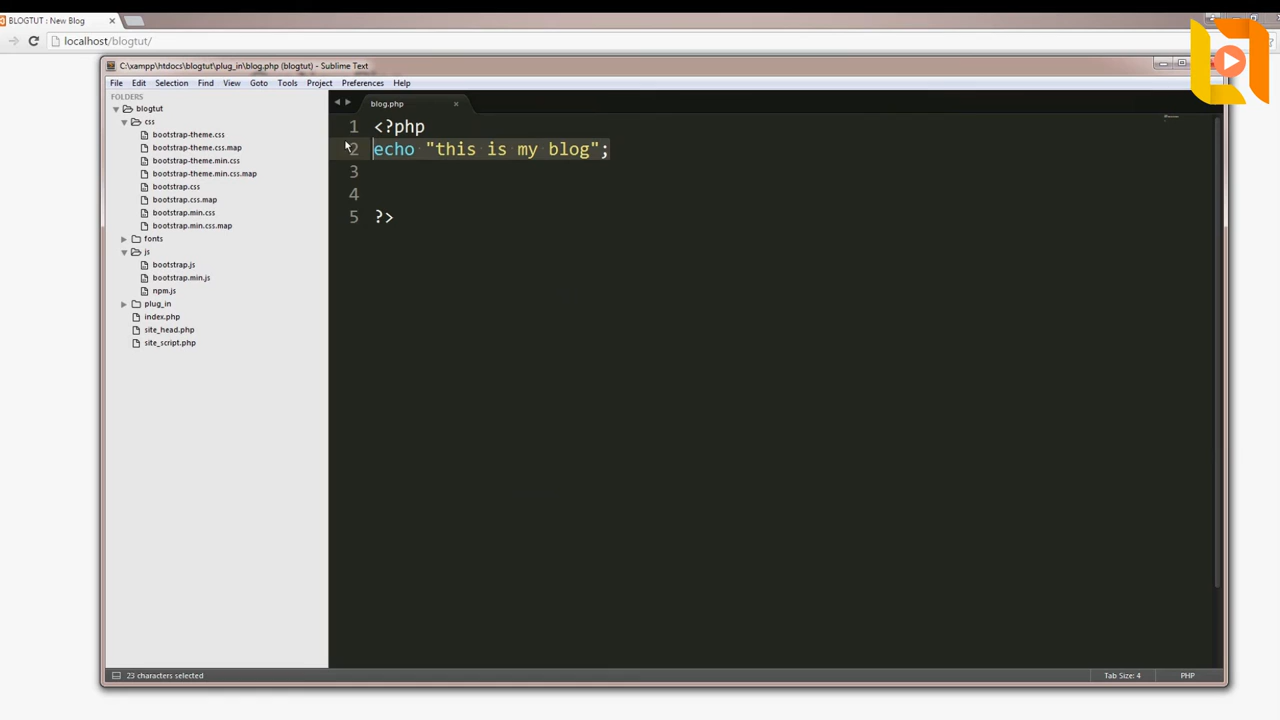 BLOGTUT : New Blog
localhost/blogtut/
C:\xampp\htdocs\blogtut\plug_in\blog.php (blogtut) - Sublime Text
File Edit Selection Find View Goto Tools Project Preferences Help
FOLDERS
blogtut
css
bootstrap-theme.css
bootstrap-theme.css.map
bootstrap-theme.min.css
bootstrap-theme.min.css.map
bootstrap.css
bootstrap.css.map
bootstrap.min.css
bootstrap.min.css.map
fonts
js
bootstrap.js
bootstrap.min.js
npm.js
plug_in
index.php
site_head.php
site_script.php
blog.php
1 <?php
2 echo "this is my blog";
3
4
5 ?>
23 characters selected
Tab Size: 4
PHP